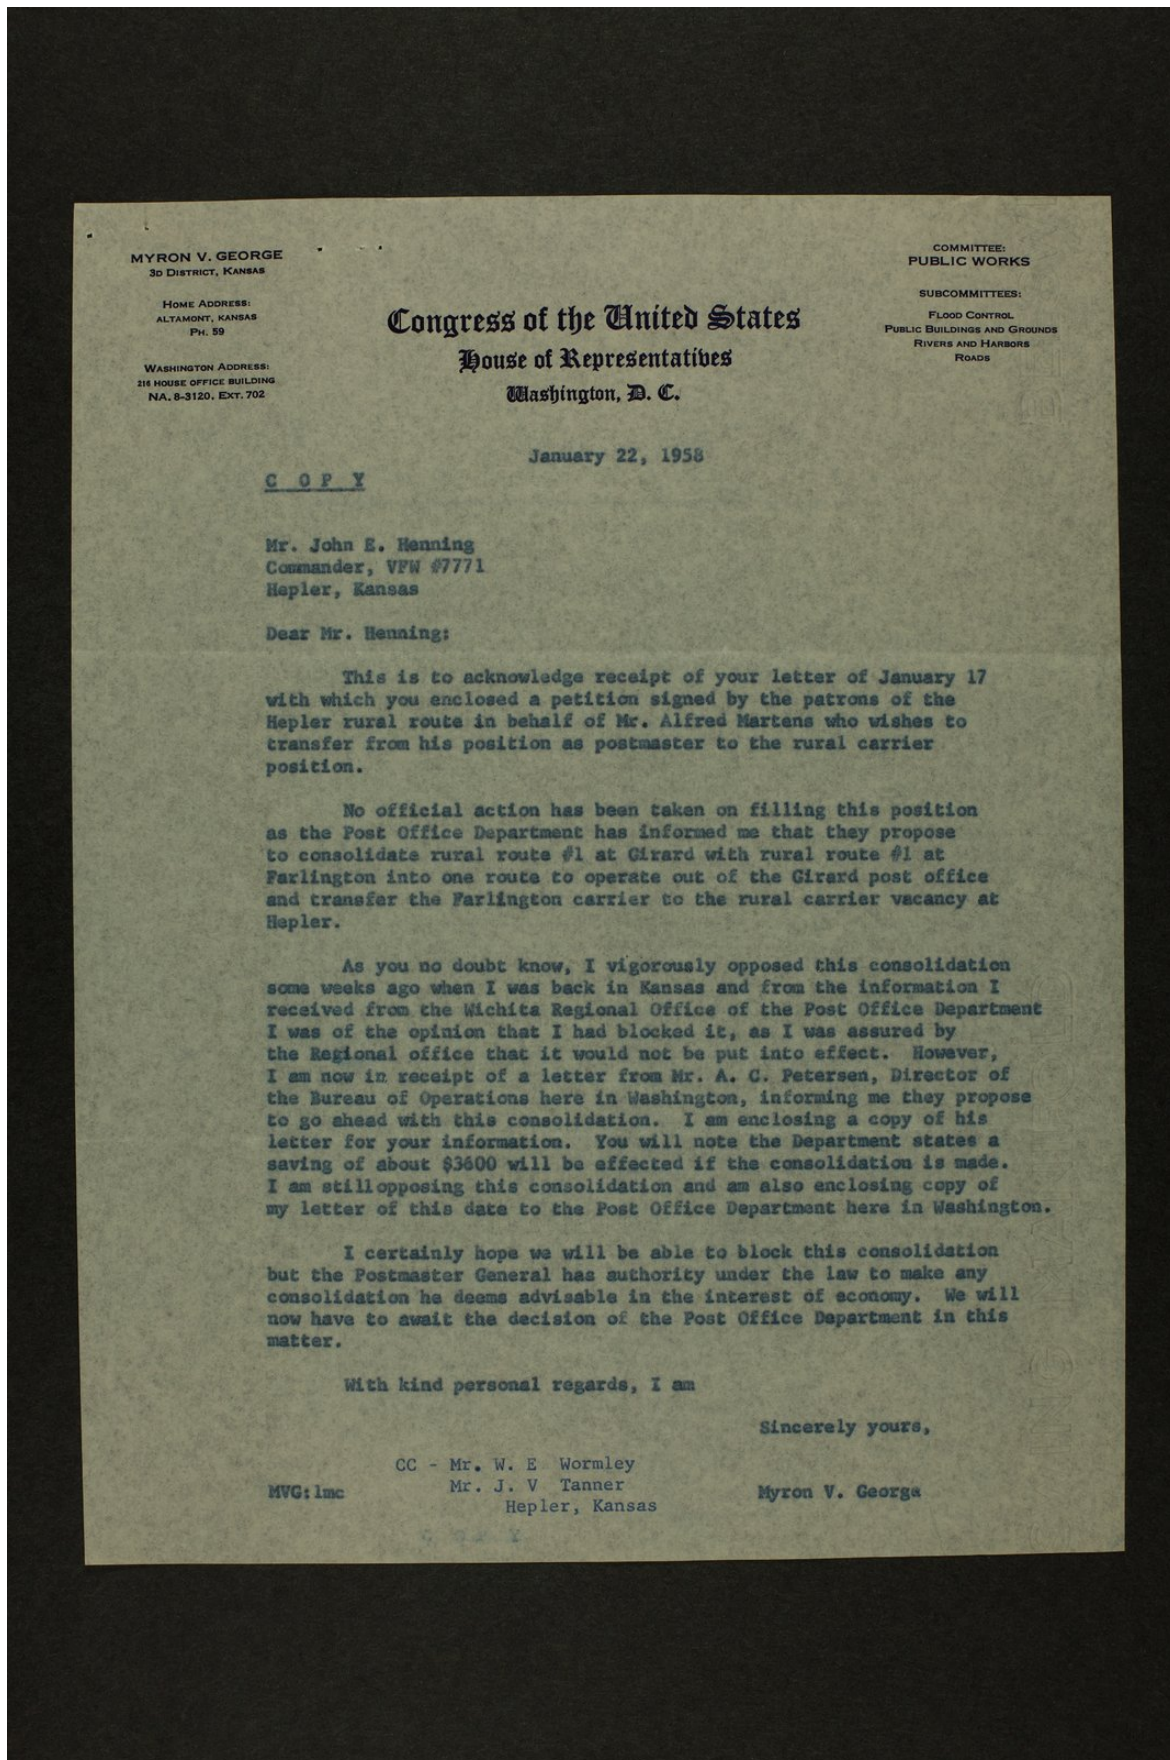 MYRON V. GEORGE
3D DISTRICT, KANSAS
HOME ADDRESS:
ALTAMONT, KANSAS
PH. 59
WASHINGTON ADDRESS:
216 HOUSE OFFICE BUILDING
NA. 8-3120, EXT. 702
COMMITTEE:
PUBLIC WORKS
SUBCOMMITTEES:
FLOOD CONTROL
PUBLIC BUILDINGS AND GROUNDS
RIVERS AND HARBORS
ROADS
Congress of the United States
House of Representatives
Washington, D. C.
January 22, 1958
C O P Y
Mr. John E. Henning
Commander, VFW #7771
Hepler, Kansas
Dear Mr. Henning:
This is to acknowledge receipt of your letter of January 17
with which you enclosed a petition signed by the patrons of the
Hepler rural route in behalf of Mr. Alfred Martens who wishes to
transfer from his position as postmaster to the rural carrier
position.
No official action has been taken on filling this position
as the Post Office Department has informed me that they propose
to consolidate rural route #1 at Girard with rural route #1 at
Farlington into one route to operate out of the Girard post office
and transfer the Farlington carrier to the rural carrier vacancy at
Hepler.
As you no doubt know, I vigorously opposed this consolidation
some weeks ago when I was back in Kansas and from the information I
received from the Wichita Regional Office of the Post Office Department
I was of the opinion that I had blocked it, as I was assured by
the Regional office that it would not be put into effect. However,
I am now in receipt of a letter from Mr. A. C. Petersen, Director of
the Bureau of Operations here in Washington, informing me they propose
to go ahead with this consolidation. I am enclosing a copy of his
letter for your information. You will note the Department states a
saving of about $3600 will be effected if the consolidation is made.
I am stillopposing this consolidation and am also enclosing copy of
my letter of this date to the Post Office Department here in Washington.
I certainly hope we will be able to block this consolidation
but the Postmaster General has authority under the law to make any
consolidation he deems advisable in the interest of economy. We will
now have to await the decision of the Post Office Department in this
matter.
With kind personal regards, I am
Sincerely yours,
CC - Mr. W. E Wormley
Mr. J. V Tanner
Hepler, Kansas
MVG:lmc
Myron V. George
C O P Y